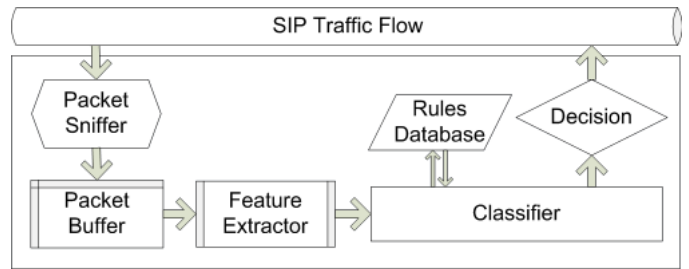 SIP Traffic Flow
Packet
Sniffer
Rules
Database
Decision
Packet
Buffer
Feature
Extractor
Classifier